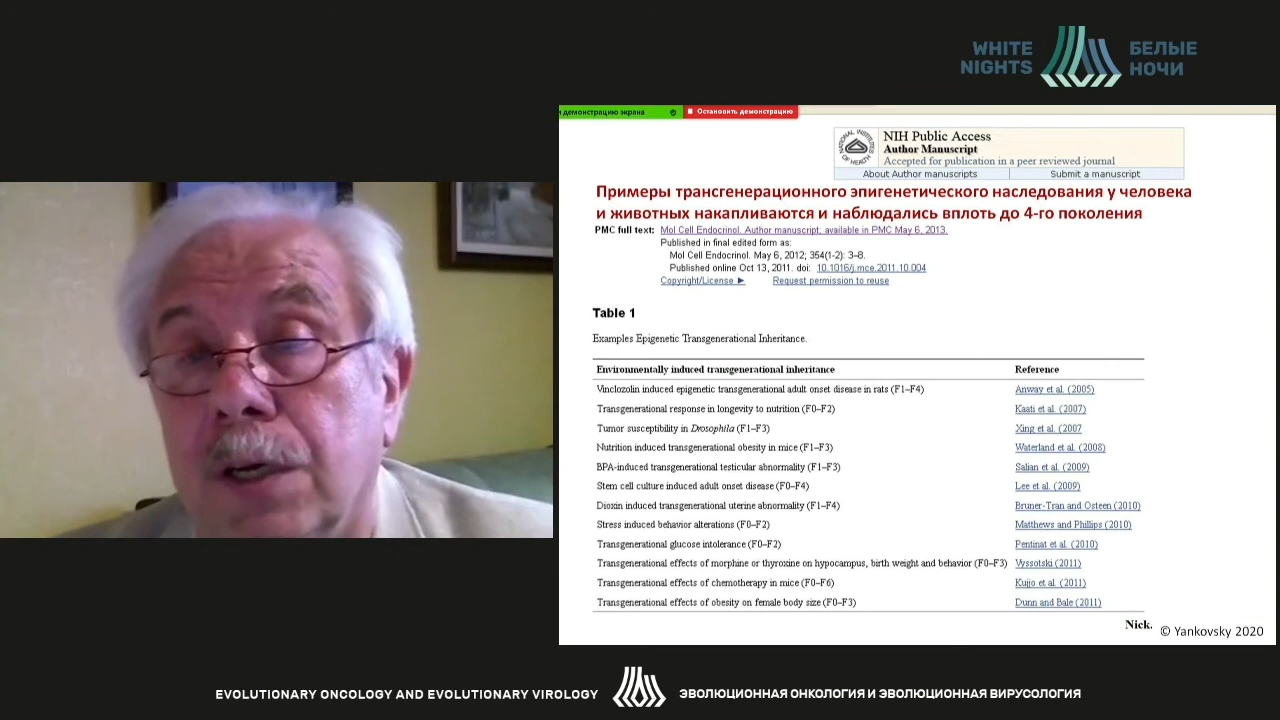 WHITE NIGHTS
БЕЛЫЕ НОЧИ
демонстрацию экрана
Остановить демонстрацию
NATIONAL INSTITUTES OF HEALTH
NIH Public Access
Author Manuscript
Accepted for publication in a peer reviewed journal
About Author manuscripts
Submit a manuscript
Примеры трансгенерационного эпигенетического наследования у человека
и животных накапливаются и наблюдались вплоть до 4-го поколения
PMC full text: Mol Cell Endocrinol. Author manuscript; available in PMC May 6, 2013.
Published in final edited form as:
Mol Cell Endocrinol. May 6, 2012; 354(1-2): 3–8.
Published online Oct 13, 2011. doi: 10.1016/j.mce.2011.10.004
Copyright/License ► Request permission to reuse
Table 1
Examples Epigenetic Transgenerational Inheritance.
Environmentally induced transgenerational inheritance Reference
Vinclozolin induced epigenetic transgenerational adult onset disease in rats (F1–F4) Anway et al. (2005)
Transgenerational response in longevity to nutrition (F0–F2) Kaati et al. (2007)
Tumor susceptibility in Drosophila (F1–F3) Xing et al. (2007
Nutrition induced transgenerational obesity in mice (F1–F3) Waterland et al. (2008)
BPA-induced transgenerational testicular abnormality (F1–F3) Salian et al. (2009)
Stem cell culture induced adult onset disease (F0–F4) Lee et al. (2009)
Dioxin induced transgenerational uterine abnormality (F1–F4) Bruner-Tran and Osteen (2010)
Stress induced behavior alterations (F0–F2) Matthews and Phillips (2010)
Transgenerational glucose intolerance (F0–F2) Pentinat et al. (2010)
Transgenerational effects of morphine or thyroxine on hypocampus, birth weight and behavior (F0–F3) Vyssotski (2011)
Transgenerational effects of chemotherapy in mice (F0–F6) Kujjo et al. (2011)
Transgenerational effects of obesity on female body size (F0–F3) Dunn and Bale (2011)
Nick.
© Yankovsky 2020
EVOLUTIONARY ONCOLOGY AND EVOLUTIONARY VIROLOGY
ЭВОЛЮЦИОННАЯ ОНКОЛОГИЯ И ЭВОЛЮЦИОННАЯ ВИРУСОЛОГИЯ